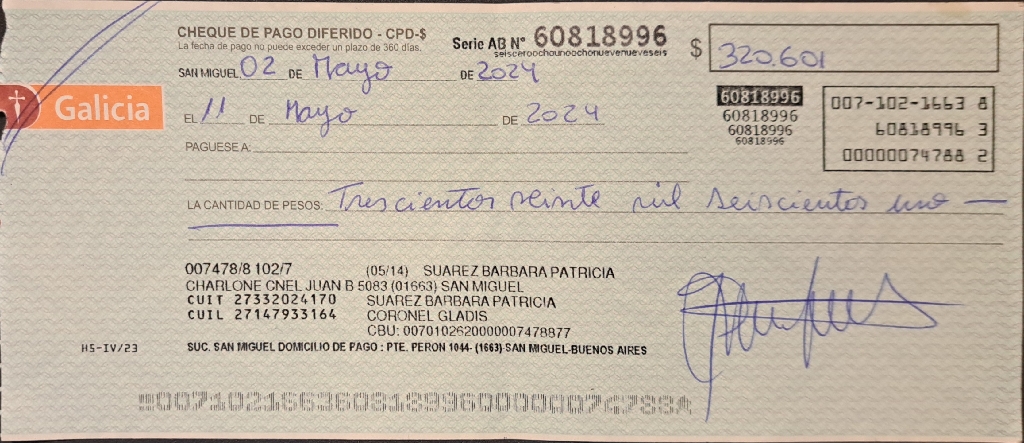 CHEQUE DE PAGO DIFERIDO - CPD-$
La fecha de pago no puede exceder un plazo de 360 días.
Serie AB Nº 60818996
seisceroochounoochonuevenueveseis
$ 320.601
SAN MIGUEL 02 DE Mayo DE 2024
Galicia
EL 11 DE Mayo DE 2024
PAGUESE A:
60818996
60818996
60818996
60818996
007-102-1663 8
60818996 3
00000074788 2
LA CANTIDAD DE PESOS: Trescientos veinte mil seiscientos uno
007478/8 102/7 (05/14) SUAREZ BARBARA PATRICIA
CHARLONE CNEL JUAN B 5083 (01663) SAN MIGUEL
CUIT 27332024170 SUAREZ BARBARA PATRICIA
CUIL 27147933164 CORONEL GLADIS
CBU: 0070102620000007478877
H5-IV/23
SUC. SAN MIGUEL DOMICILIO DE PAGO : PTE. PERON 1044- (1663)-SAN MIGUEL-BUENOS AIRES
00710216636081899600000074788